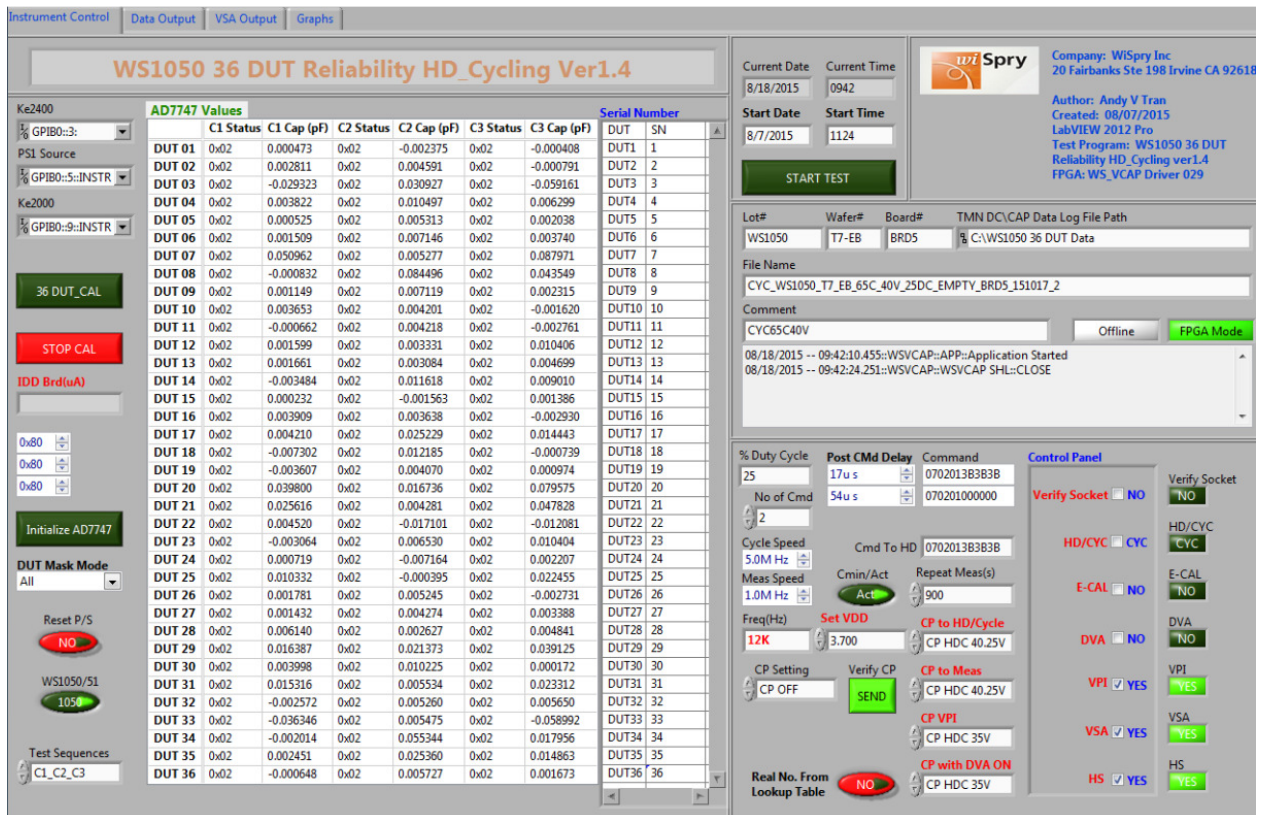 Instrument Control Data Output VSA Output Graphs
WS1050 36 DUT Reliability HD_Cycling Ver1.4
Ke2400
GPIB0::3:
PS1 Source
GPIB0::5::INSTR
Ke2000
GPIB0::9::INSTR
36 DUT_CAL
STOP CAL
IDD Brd(uA)
0x80
0x80
0x80
Initialize AD7747
DUT Mask Mode
All
Reset P/S
NO
WS1050/51
1050
Test Sequences
C1_C2_C3
AD7747 Values
C1 Status C1 Cap (pF) C2 Status C2 Cap (pF) C3 Status C3 Cap (pF)
DUT 01 0x02 0.000473 0x02 -0.002375 0x02 -0.000408
DUT 02 0x02 0.002811 0x02 0.004591 0x02 -0.000791
DUT 03 0x02 -0.029323 0x02 0.030927 0x02 -0.059161
DUT 04 0x02 0.003822 0x02 0.010497 0x02 0.006299
DUT 05 0x02 0.000525 0x02 0.005313 0x02 0.002038
DUT 06 0x02 0.001509 0x02 0.007146 0x02 0.003740
DUT 07 0x02 0.050962 0x02 0.005277 0x02 0.087971
DUT 08 0x02 -0.000832 0x02 0.084496 0x02 0.043549
DUT 09 0x02 0.001149 0x02 0.007119 0x02 0.002315
DUT 10 0x02 0.003653 0x02 0.004201 0x02 -0.001620
DUT 11 0x02 -0.000662 0x02 0.004218 0x02 -0.002761
DUT 12 0x02 0.001599 0x02 0.003331 0x02 0.010406
DUT 13 0x02 0.001661 0x02 0.003084 0x02 0.004699
DUT 14 0x02 -0.003484 0x02 0.011618 0x02 0.009010
DUT 15 0x02 0.000232 0x02 -0.001563 0x02 0.001386
DUT 16 0x02 0.003909 0x02 0.003638 0x02 -0.002930
DUT 17 0x02 0.004210 0x02 0.025229 0x02 0.014443
DUT 18 0x02 -0.007302 0x02 0.012185 0x02 -0.000739
DUT 19 0x02 -0.003607 0x02 0.004070 0x02 0.000974
DUT 20 0x02 0.039800 0x02 0.016736 0x02 0.079575
DUT 21 0x02 0.025616 0x02 0.004281 0x02 0.047828
DUT 22 0x02 0.004520 0x02 -0.017101 0x02 -0.012081
DUT 23 0x02 -0.003064 0x02 0.006530 0x02 0.010404
DUT 24 0x02 0.000719 0x02 -0.007164 0x02 0.002207
DUT 25 0x02 0.010332 0x02 -0.000395 0x02 0.022455
DUT 26 0x02 0.001781 0x02 0.005245 0x02 -0.002731
DUT 27 0x02 0.001432 0x02 0.004274 0x02 0.003388
DUT 28 0x02 0.006140 0x02 0.002627 0x02 0.004841
DUT 29 0x02 0.016387 0x02 0.021373 0x02 0.039125
DUT 30 0x02 0.003998 0x02 0.010225 0x02 0.000172
DUT 31 0x02 0.015316 0x02 0.005534 0x02 0.023312
DUT 32 0x02 -0.002572 0x02 0.005260 0x02 0.005650
DUT 33 0x02 -0.036346 0x02 0.005475 0x02 -0.058992
DUT 34 0x02 -0.002014 0x02 0.055344 0x02 0.017956
DUT 35 0x02 0.002451 0x02 0.025360 0x02 0.014863
DUT 36 0x02 -0.000648 0x02 0.005727 0x02 0.001673
Serial Number
DUT SN
DUT1 1
DUT2 2
DUT3 3
DUT4 4
DUT5 5
DUT6 6
DUT7 7
DUT8 8
DUT9 9
DUT10 10
DUT11 11
DUT12 12
DUT13 13
DUT14 14
DUT15 15
DUT16 16
DUT17 17
DUT18 18
DUT19 19
DUT20 20
DUT21 21
DUT22 22
DUT23 23
DUT24 24
DUT25 25
DUT26 26
DUT27 27
DUT28 28
DUT29 29
DUT30 30
DUT31 31
DUT32 32
DUT33 33
DUT34 34
DUT35 35
DUT36 36
Current Date Current Time
8/18/2015 0942
Start Date Start Time
8/7/2015 1124
START TEST
wiSpry
Company: WiSpry Inc
20 Fairbanks Ste 198 Irvine CA 92618
Author: Andy V Tran
Created: 08/07/2015
LabVIEW 2012 Pro
Test Program: WS1050 36 DUT
Reliability HD_Cycling ver1.4
FPGA: WS_VCAP Driver 029
Lot# Wafer# Board# TMN DC\CAP Data Log File Path
WS1050 T7-EB BRD5 C:\WS1050 36 DUT Data
File Name
CYC_WS1050_T7_EB_65C_40V_25DC_EMPTY_BRD5_151017_2
Comment
CYC65C40V Offline FPGA Mode
08/18/2015 -- 09:42:10.455::WSVCAP::APP::Application Started
08/18/2015 -- 09:42:24.251::WSVCAP::WSVCAP SHL::CLOSE
% Duty Cycle Post CMd Delay Command
25 17u s 0702013B3B3B
No of Cmd 54u s 070201000000
2
Cycle Speed Cmd To HD 0702013B3B3B
5.0M Hz
Meas Speed Cmin/Act Repeat Meas(s)
1.0M Hz Act 900
Freq(Hz) Set VDD CP to HD/Cycle
12K 3.700 CP HDC 40.25V
CP Setting Verify CP CP to Meas
CP OFF SEND CP HDC 40.25V
CP VPI
CP HDC 35V
CP with DVA ON
Real No. From
Lookup Table NO CP HDC 35V
Control Panel
Verify Socket
Verify Socket NO NO
HD/CYC
HD/CYC CYC CYC
E-CAL
E-CAL NO NO
DVA
DVA NO NO
VPI
VPI YES YES
VSA
VSA YES YES
HS
HS YES YES